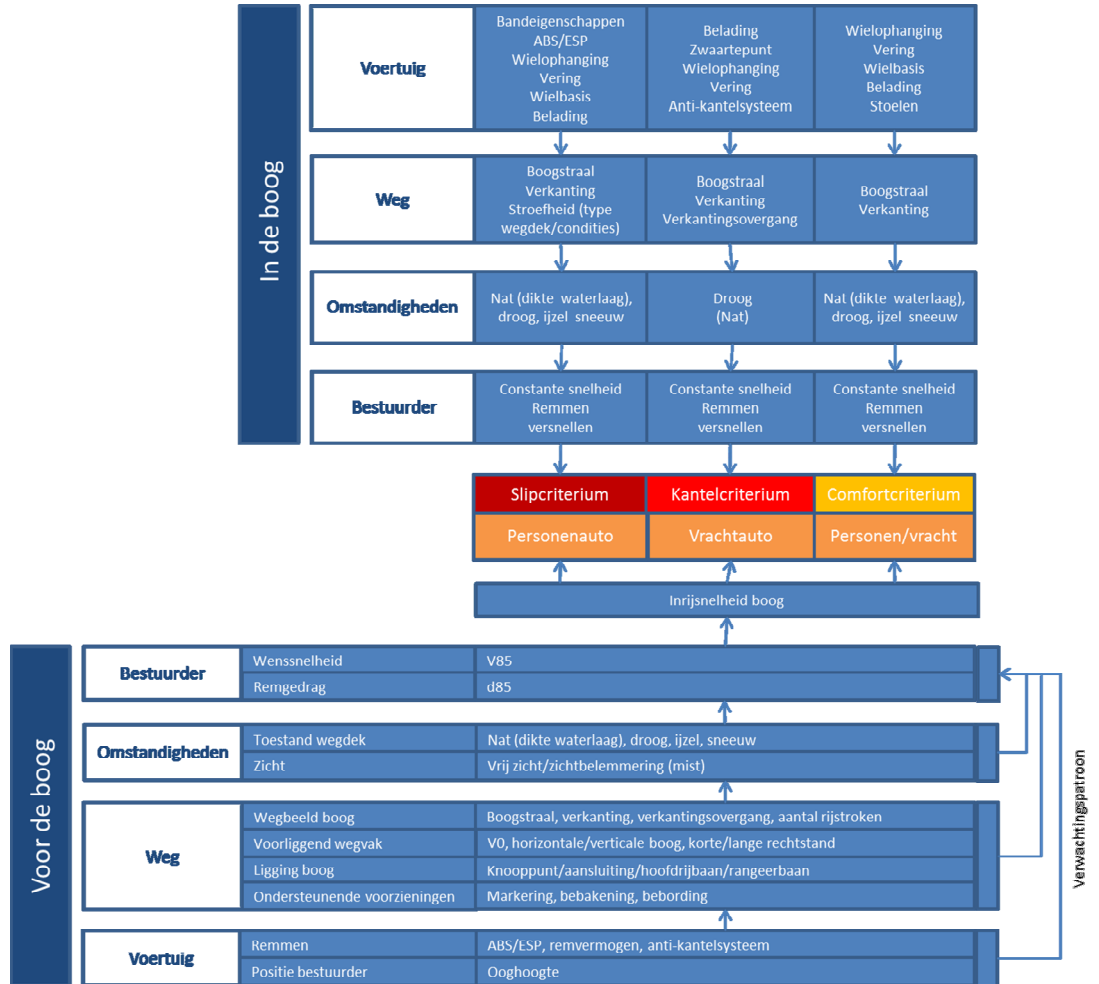 In de boog
Voertuig
Bandeigenschappen
ABS/ESP
Wielophanging
Vering
Wielbasis
Belading
Belading
Zwaartepunt
Wielophanging
Vering
Anti-kantelsysteem
Wielophanging
Vering
Wielbasis
Belading
Stoelen
Weg
Boogstraal
Verkanting
Stroefheid (type
wegdek/condities)
Boogstraal
Verkanting
Verkantingsovergang
Boogstraal
Verkanting
Omstandigheden
Nat (dikte waterlaag),
droog, ijzel sneeuw
Droog
(Nat)
Nat (dikte waterlaag),
droog, ijzel sneeuw
Bestuurder
Constante snelheid
Remmen
versnellen
Constante snelheid
Remmen
versnellen
Constante snelheid
Remmen
versnellen
Slipcriterium
Kantelcriterium
Comfortcriterium
Personenauto
Vrachtauto
Personen/vracht
Inrijsnelheid boog
Voor de boog
Bestuurder
Wenssnelheid
V85
Remgedrag
d85
Omstandigheden
Toestand wegdek
Nat (dikte waterlaag), droog, ijzel, sneeuw
Zicht
Vrij zicht/zichtbelemmering (mist)
Weg
Wegbeeld boog
Boogstraal, verkanting, verkantingsovergang, aantal rijstroken
Voorliggend wegvak
V0, horizontale/verticale boog, korte/lange rechtstand
Ligging boog
Knooppunt/aansluiting/hoofdrijbaan/rangeerbaan
Ondersteunende voorzieningen
Markering, bebakening, bebording
Voertuig
Remmen
ABS/ESP, remvermogen, anti-kantelsysteem
Positie bestuurder
Ooghoogte
Verwachtingspatroon